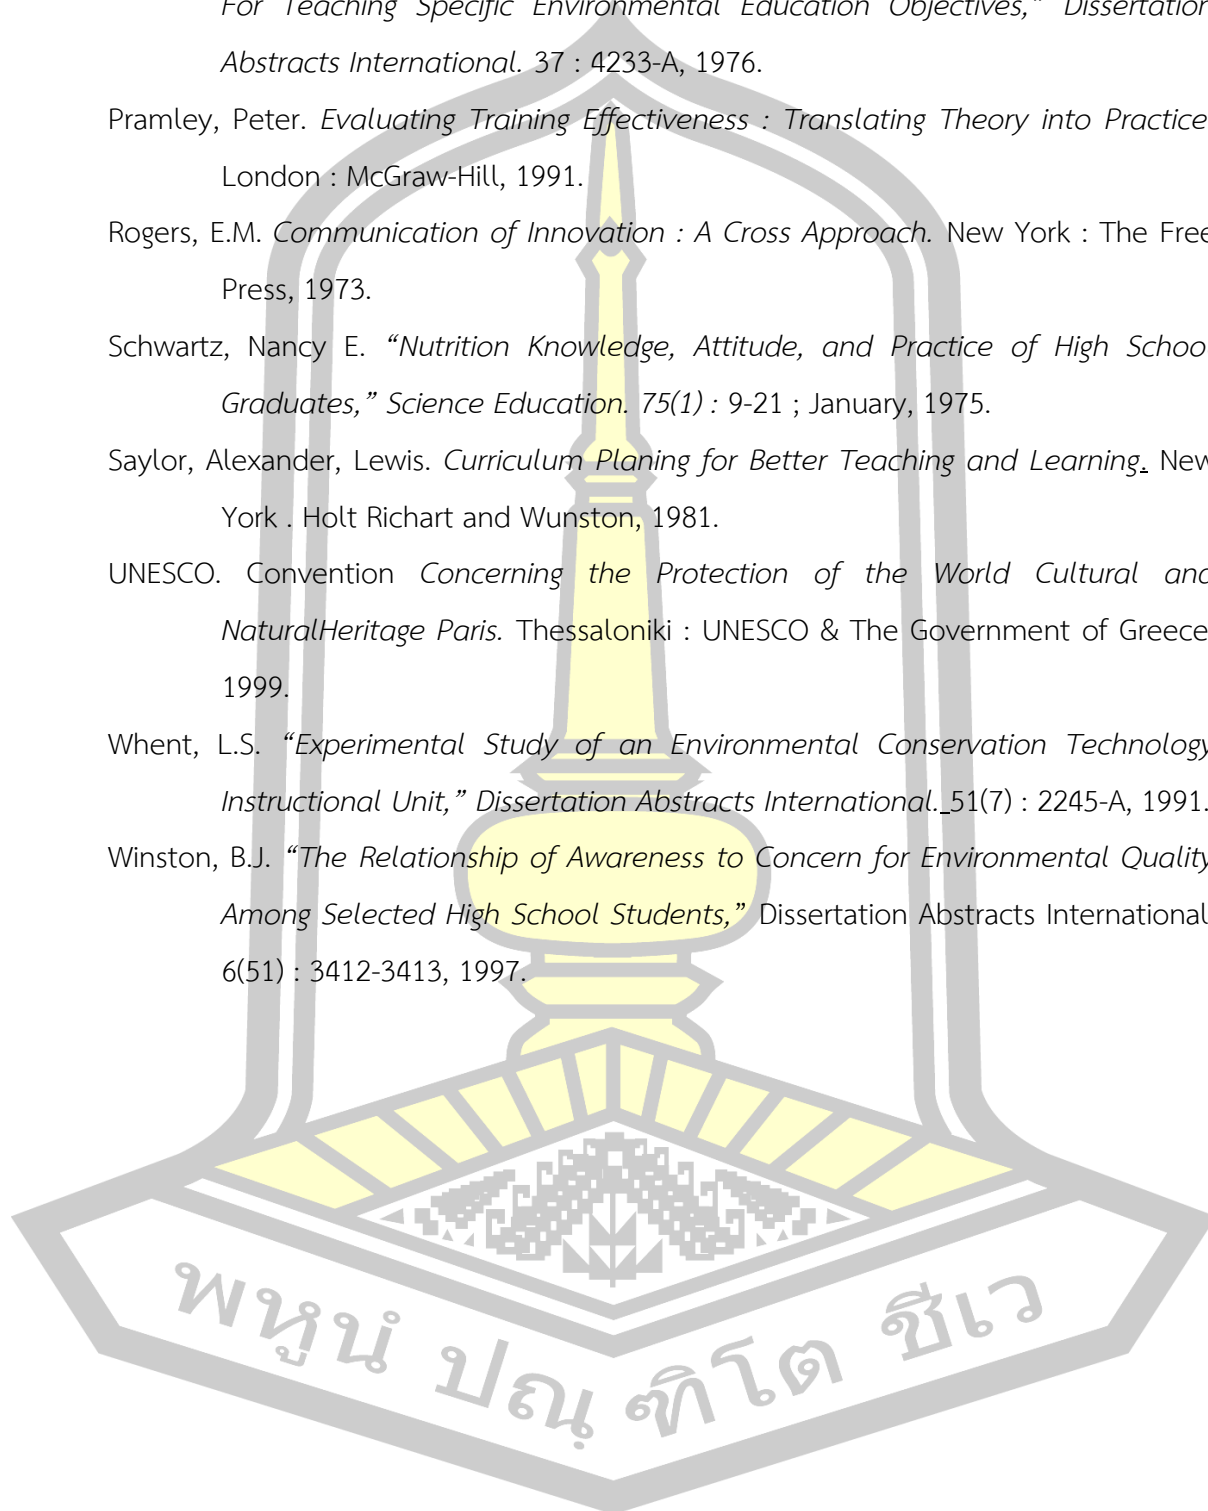 For Teaching Specific Environmental Education Objectives,” Dissertation
Abstracts International. 37 : 4233-A, 1976.
Pramley, Peter. Evaluating Training Effectiveness : Translating Theory into Practice
London : McGraw-Hill, 1991.
Rogers, E.M. Communication of Innovation : A Cross Approach. New York : The Free
Press, 1973.
Schwartz, Nancy E. “Nutrition Knowledge, Attitude, and Practice of High School
Graduates,” Science Education. 75(1) : 9-21 ; January, 1975.
Saylor, Alexander, Lewis. Curriculum Planing for Better Teaching and Learning. New
York . Holt Richart and Wunston, 1981.
UNESCO. Convention Concerning the Protection of the World Cultural and
NaturalHeritage Paris. Thessaloniki : UNESCO & The Government of Greece
1999.
Whent, L.S. “Experimental Study of an Environmental Conservation Technology
Instructional Unit,” Dissertation Abstracts International. 51(7) : 2245-A, 1991.
Winston, B.J. “The Relationship of Awareness to Concern for Environmental Quality
Among Selected High School Students,” Dissertation Abstracts International
6(51) : 3412-3413, 1997.
พหูนํ ปณฺฑิโต ชีเว